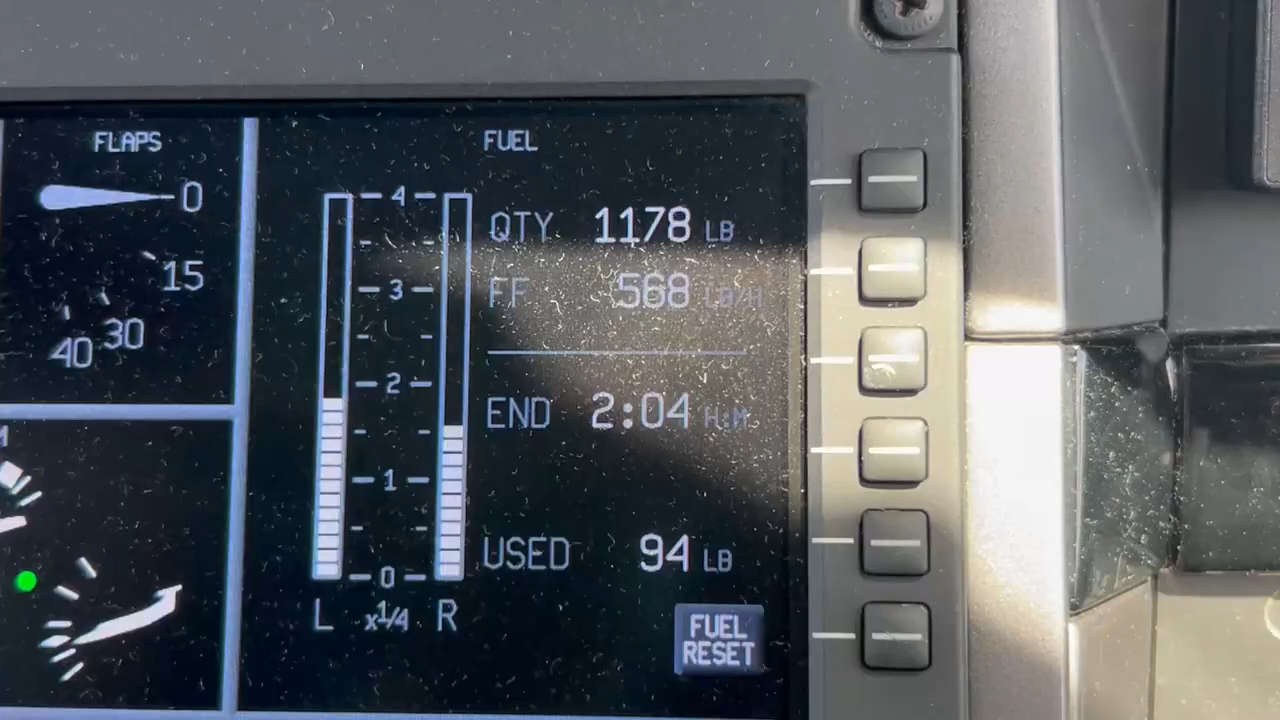 FLAPS
0
15
30
40
FUEL
4
3
2
1
0
L x1/4 R
QTY 1178 LB
FF 568 LB/H
END 2:04 H:M
USED 94 LB
FUEL
RESET
M